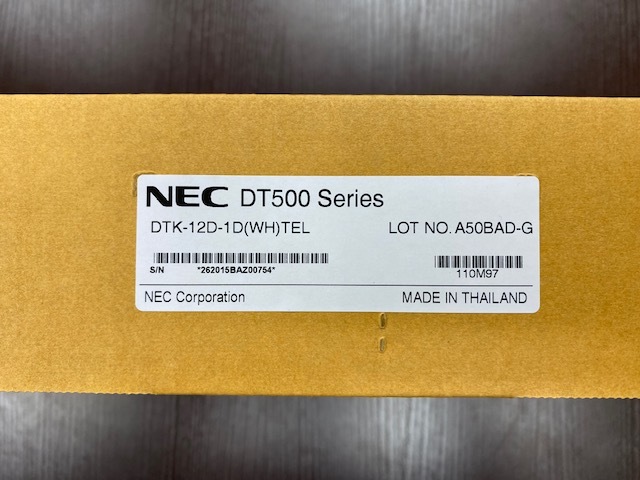 NEC DT500 Series
DTK-12D-1D(WH)TEL LOT NO. A50BAD-G
S/N *262015BAZ00754* 110M97
NEC Corporation MADE IN THAILAND